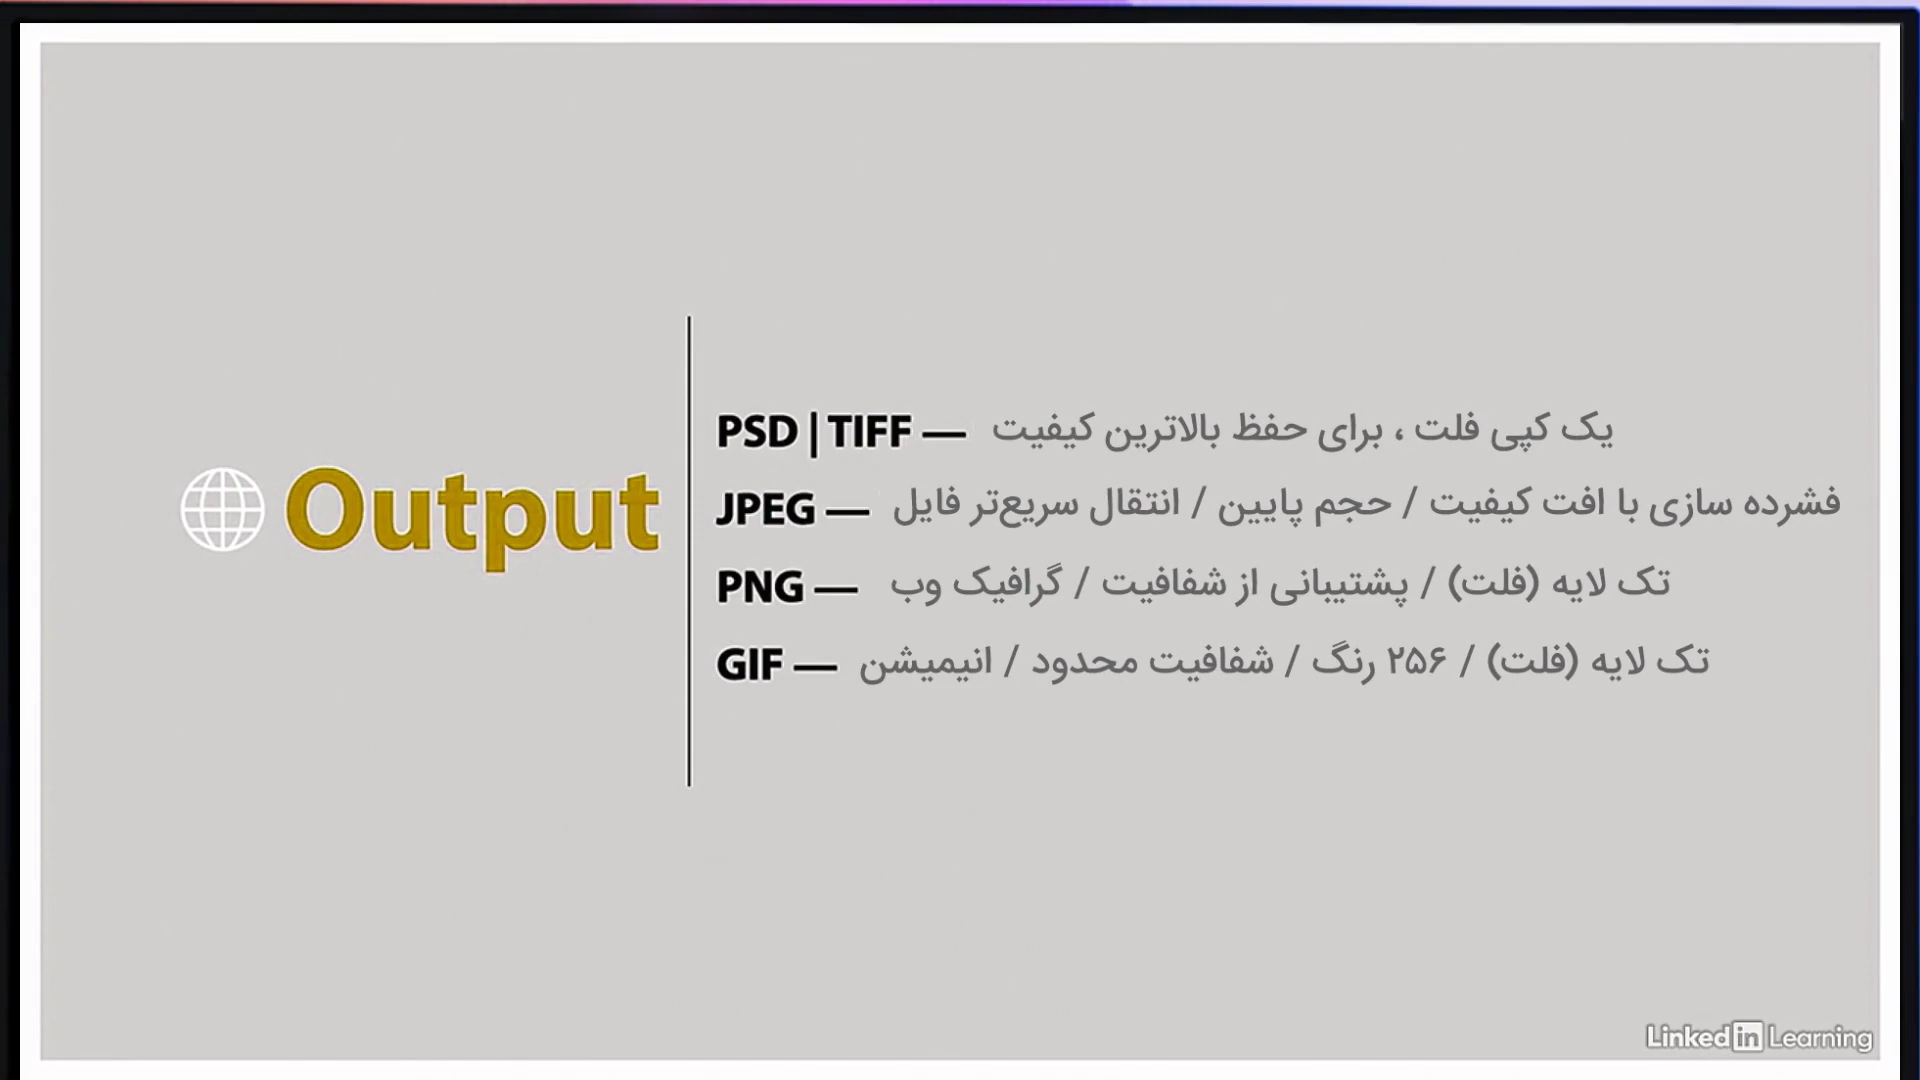 Output
PSD | TIFF — یک کپی فلت ، برای حفظ بالاترین کیفیت
JPEG — فشرده سازی با افت کیفیت / حجم پایین / انتقال سریع‌تر فایل
PNG — تک لایه (فلت) / پشتیبانی از شفافیت / گرافیک وب
GIF — تک لایه (فلت) / ۲۵۶ رنگ / شفافیت محدود / انیمیشن
Linked in Learning